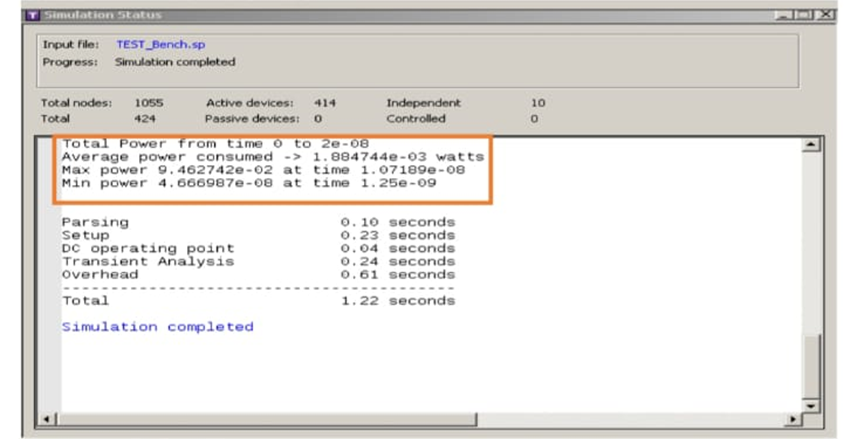 Simulation Status
Input file: TEST_Bench.sp
Progress: Simulation completed
Total nodes: 1055 Active devices: 414 Independent 10
Total 424 Passive devices: 0 Controlled 0
Total Power from time 0 to 2e-08
Average power consumed -> 1.884744e-03 watts
Max power 9.462742e-02 at time 1.07189e-08
Min power 4.666987e-08 at time 1.25e-09
Parsing 0.10 seconds
Setup 0.23 seconds
DC operating point 0.04 seconds
Transient Analysis 0.24 seconds
Overhead 0.61 seconds
-----------------------------------------
Total 1.22 seconds
Simulation completed